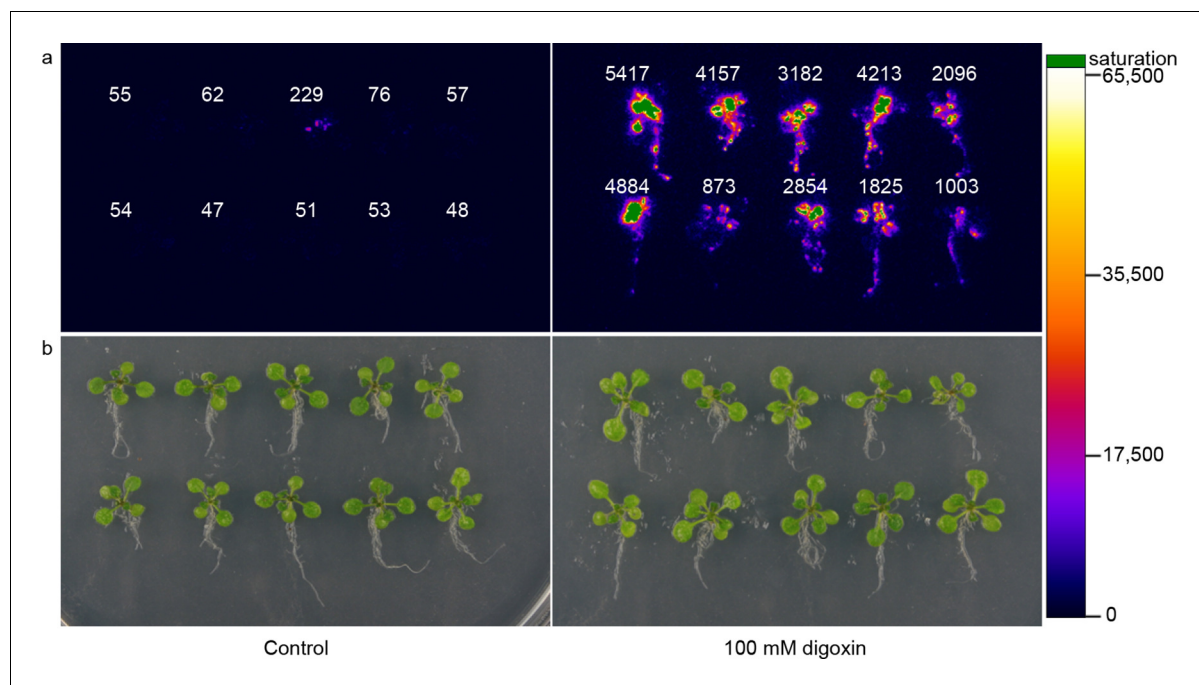 a
55 62 229 76 57
54 47 51 53 48
5417 4157 3182 4213 2096
4884 873 2854 1825 1003
saturation
65,500
35,500
17,500
0
b
Control
100 mM digoxin